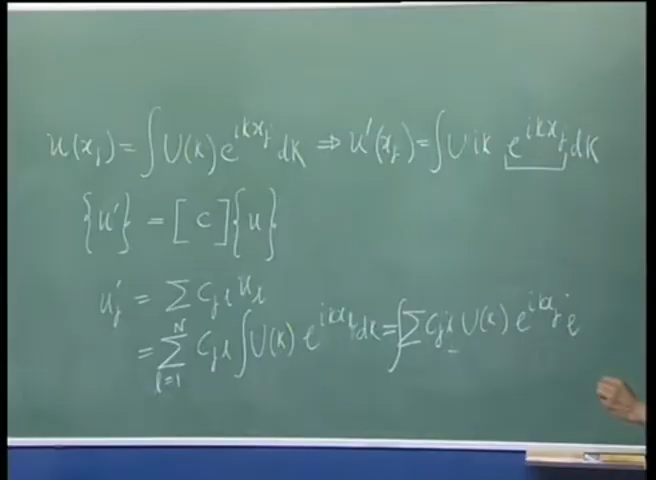 u(x_j) = ∫ U(k) e^{ikx_j} dk ⇒ u'(x_j) = ∫ U ik e^{ikx_j} dk
{u'} = [C]{u}
u'_j = Σ C_{jl} u_l
= Σ_{l=1}^{N} C_{jl} ∫ U(k) e^{ikx_l} dk = ∫ Σ C_{jl} U(k) e^{ikx_j} e